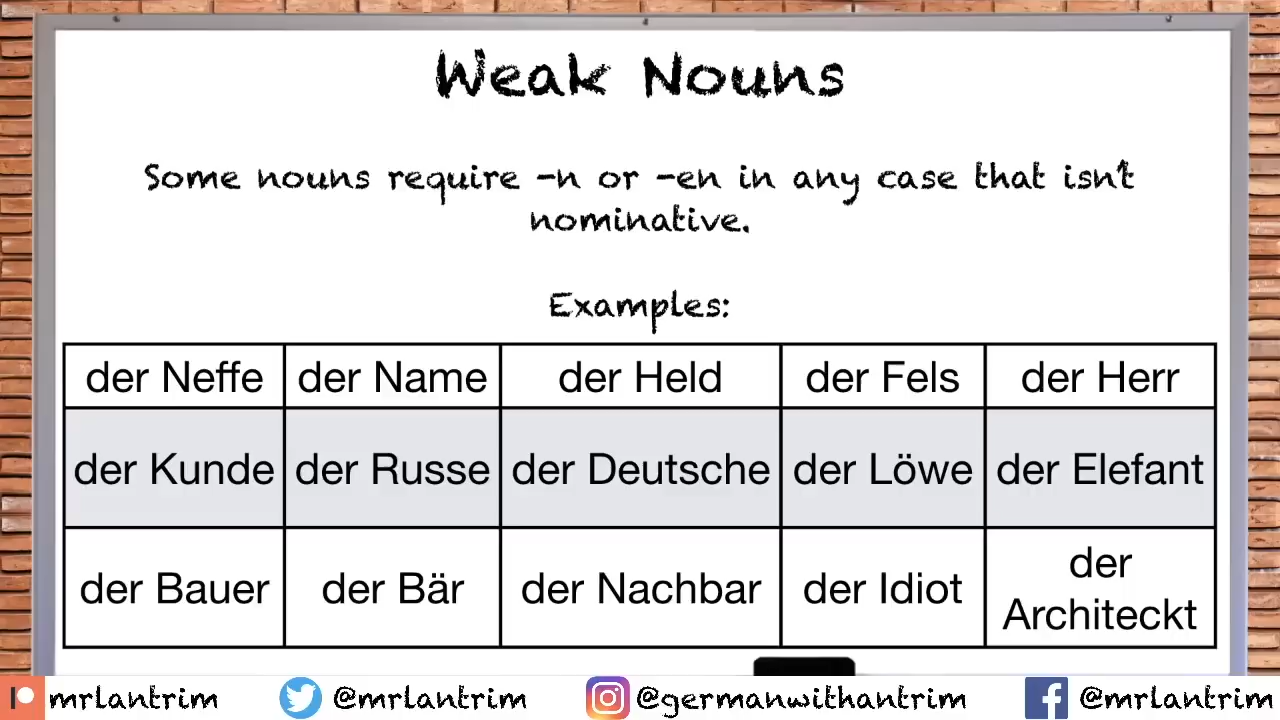 Weak Nouns
Some nouns require -n or -en in any case that isn't
nominative.
Examples:
der Neffe der Name der Held der Fels der Herr
der Kunde der Russe der Deutsche der Löwe der Elefant
der Bauer der Bär der Nachbar der Idiot der
Architeckt
mrlantrim @mrlantrim @germanwithantrim @mrlantrim